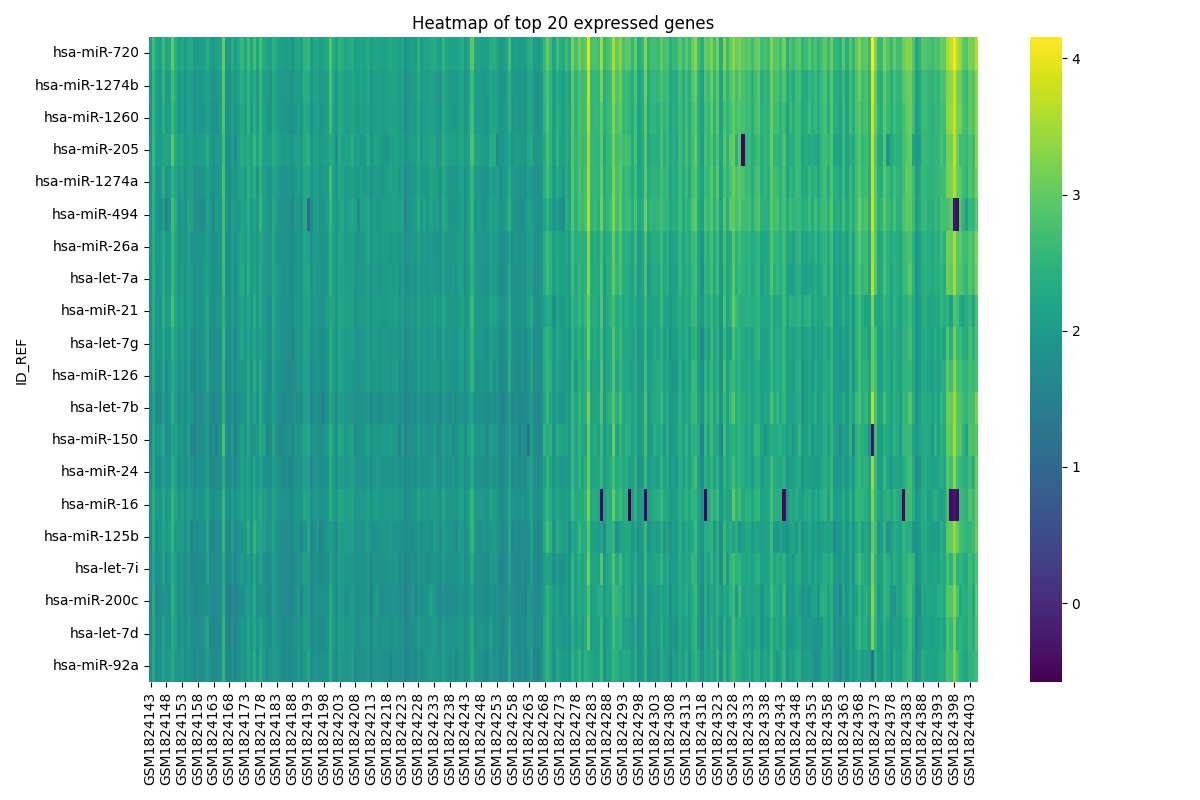 Heatmap of top 20 expressed genes
ID_REF
hsa-miR-720
hsa-miR-1274b
hsa-miR-1260
hsa-miR-205
hsa-miR-1274a
hsa-miR-494
hsa-miR-26a
hsa-let-7a
hsa-miR-21
hsa-let-7g
hsa-miR-126
hsa-let-7b
hsa-miR-150
hsa-miR-24
hsa-miR-16
hsa-miR-125b
hsa-let-7i
hsa-miR-200c
hsa-let-7d
hsa-miR-92a
GSM1824143
GSM1824148
GSM1824153
GSM1824158
GSM1824163
GSM1824168
GSM1824173
GSM1824178
GSM1824183
GSM1824188
GSM1824193
GSM1824198
GSM1824203
GSM1824208
GSM1824213
GSM1824218
GSM1824223
GSM1824228
GSM1824233
GSM1824238
GSM1824243
GSM1824248
GSM1824253
GSM1824258
GSM1824263
GSM1824268
GSM1824273
GSM1824278
GSM1824283
GSM1824288
GSM1824293
GSM1824298
GSM1824303
GSM1824308
GSM1824313
GSM1824318
GSM1824323
GSM1824328
GSM1824333
GSM1824338
GSM1824343
GSM1824348
GSM1824353
GSM1824358
GSM1824363
GSM1824368
GSM1824373
GSM1824378
GSM1824383
GSM1824388
GSM1824393
GSM1824398
GSM1824403
4
3
2
1
0